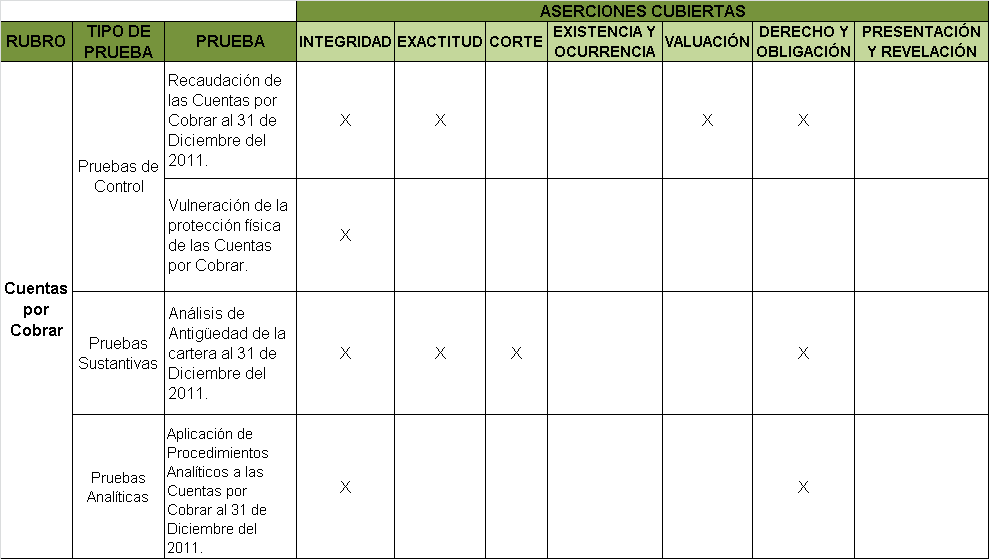 ASERCIONES CUBIERTAS
RUBRO
TIPO DE
PRUEBA
PRUEBA
INTEGRIDAD
EXACTITUD
CORTE
EXISTENCIA Y
OCURRENCIA
VALUACIÓN
DERECHO Y
OBLIGACIÓN
PRESENTACIÓN
Y REVELACIÓN
Cuentas
por
Cobrar
Pruebas de
Control
Recaudación de
las Cuentas por
Cobrar al 31 de
Diciembre del
2011.
X X X X
Vulneración de la
protección física
de las Cuentas
por Cobrar.
X
Pruebas
Sustantivas
Análisis de
Antigüedad de la
cartera al 31 de
Diciembre del
2011.
X X X X
Pruebas
Analíticas
Aplicación de
Procedimientos
Analíticos a las
Cuentas por
Cobrar al 31 de
Diciembre del
2011.
X X